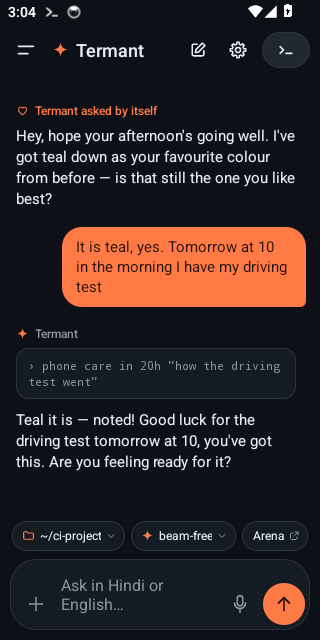 3:04
Termant
Termant asked by itself
Hey, hope your afternoon's going well. I've
got teal down as your favourite colour
from before — is that still the one you like
best?
It is teal, yes. Tomorrow at 10
in the morning I have my driving
test
Termant
› phone care in 20h "how the driving
test went"
Teal it is — noted! Good luck for the
driving test tomorrow at 10, you've got
this. Are you feeling ready for it?
~/ci-project
beam-free
Arena
Ask in Hindi or
English…